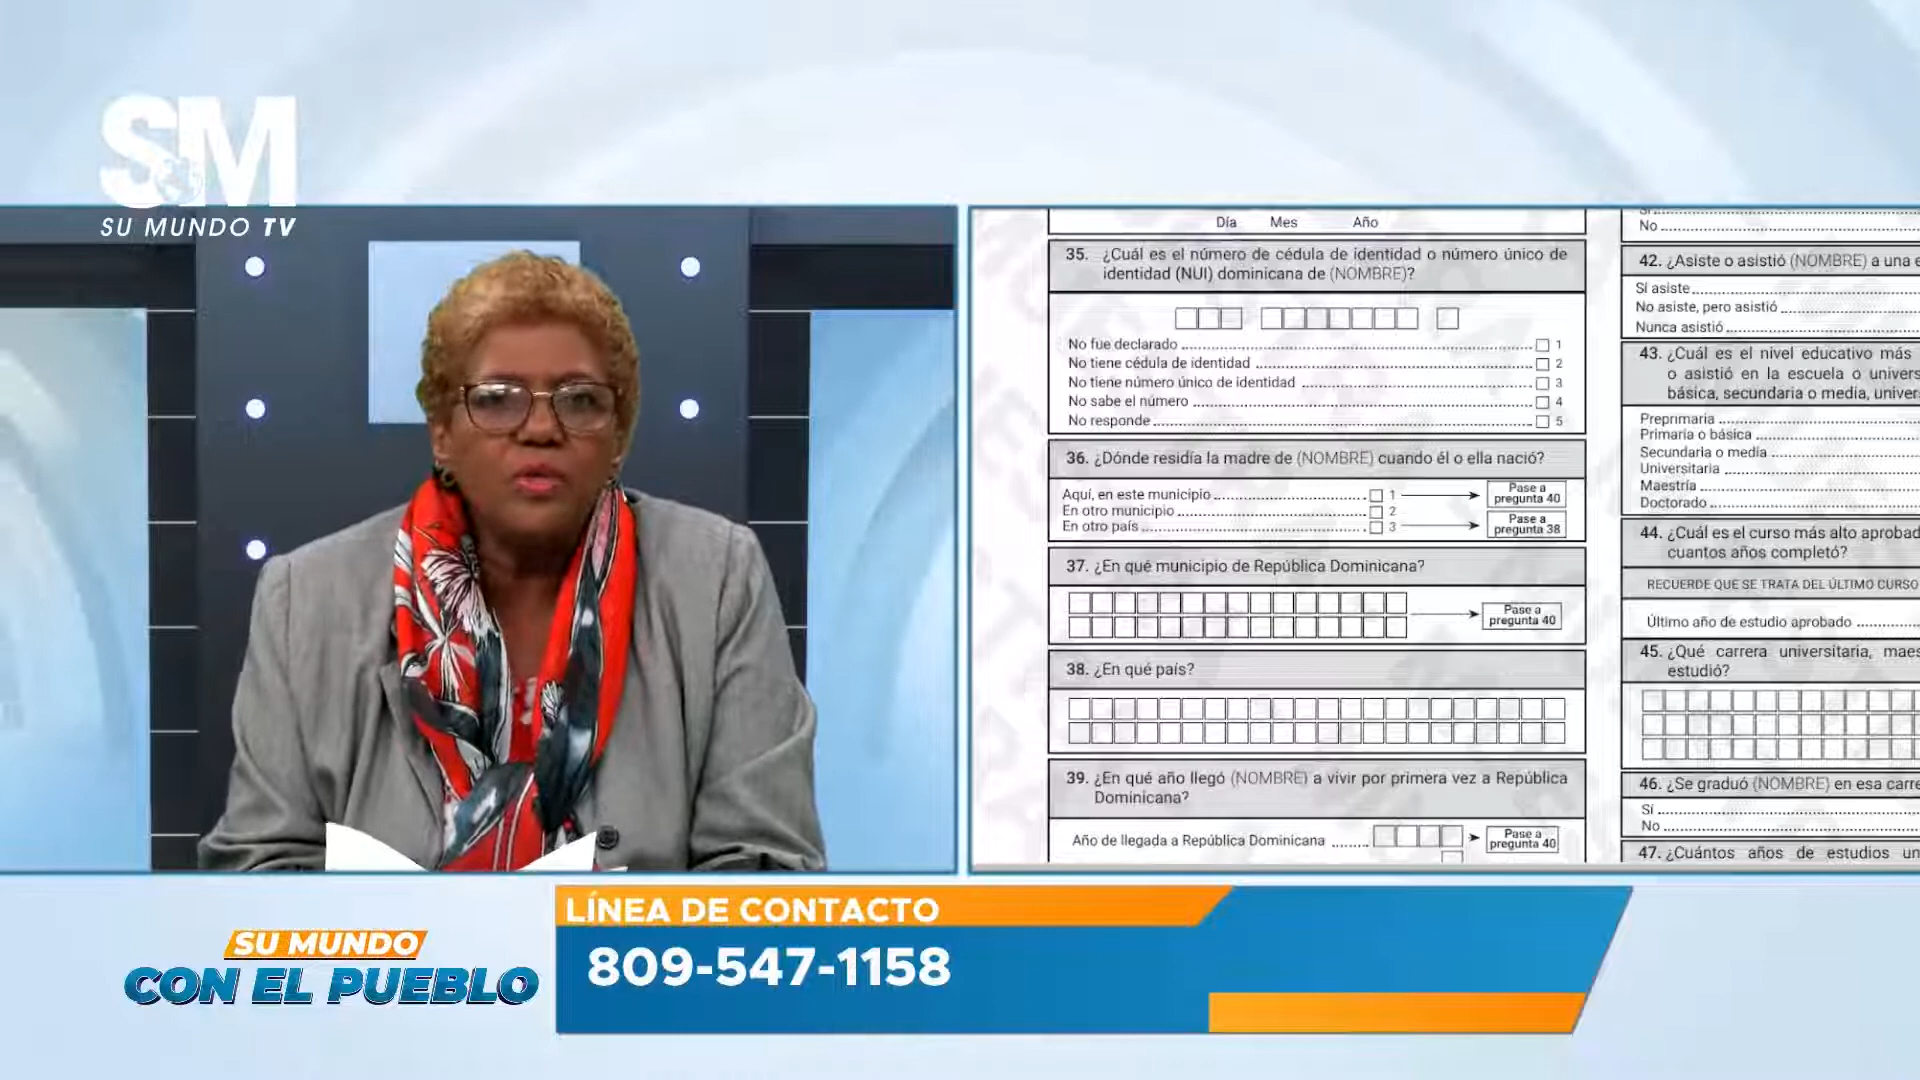 SM
SU MUNDO TV
Día Mes Año
35. ¿Cuál es el número de cédula de identidad o número único de
identidad (NUI) dominicana de (NOMBRE)?
No fue declarado 1
No tiene cédula de identidad 2
No tiene número único de identidad 3
No sabe el número 4
No responde 5
36. ¿Dónde residía la madre de (NOMBRE) cuando él o ella nació?
Aquí, en este municipio 1 Pase a
pregunta 40
En otro municipio 2
En otro país 3 Pase a
pregunta 38
37. ¿En qué municipio de República Dominicana?
Pase a
pregunta 40
38. ¿En qué país?
39. ¿En qué año llegó (NOMBRE) a vivir por primera vez a República
Dominicana?
Año de llegada a República Dominicana Pase a
pregunta 40
No
42. ¿Asiste o asistió (NOMBRE) a una e
Sí asiste
No asiste, pero asistió
Nunca asistió
43. ¿Cuál es el nivel educativo más
o asistió en la escuela o univers
básica, secundaria o media, univer
Preprimaria
Primaria o básica
Secundaria o media
Universitaria
Maestría
Doctorado
44. ¿Cuál es el curso más alto aprobad
cuantos años completó?
RECUERDE QUE SE TRATA DEL ÚLTIMO CURSO
Último año de estudio aprobado
45. ¿Qué carrera universitaria, maes
estudió?
46. ¿Se graduó (NOMBRE) en esa carre
Sí
No
47. ¿Cuántos años de estudios un
LÍNEA DE CONTACTO
809-547-1158
SU MUNDO
CON EL PUEBLO